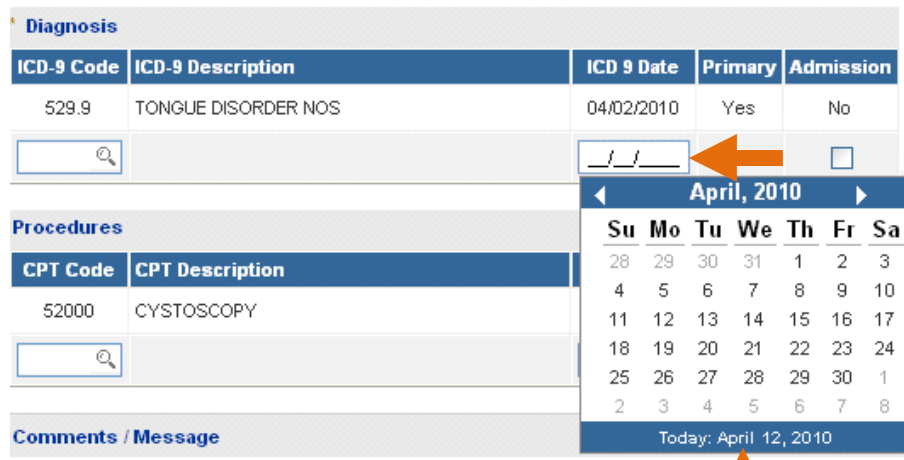 * Diagnosis
ICD-9 Code ICD-9 Description ICD 9 Date Primary Admission
529.9 TONGUE DISORDER NOS 04/02/2010 Yes No
__/__/____
April, 2010
Procedures
Su Mo Tu We Th Fr Sa
CPT Code CPT Description
28 29 30 31 1 2 3
4 5 6 7 8 9 10
52000 CYSTOSCOPY
11 12 13 14 15 16 17
18 19 20 21 22 23 24
25 26 27 28 29 30 1
2 3 4 5 6 7 8
Comments / Message
Today: April 12, 2010